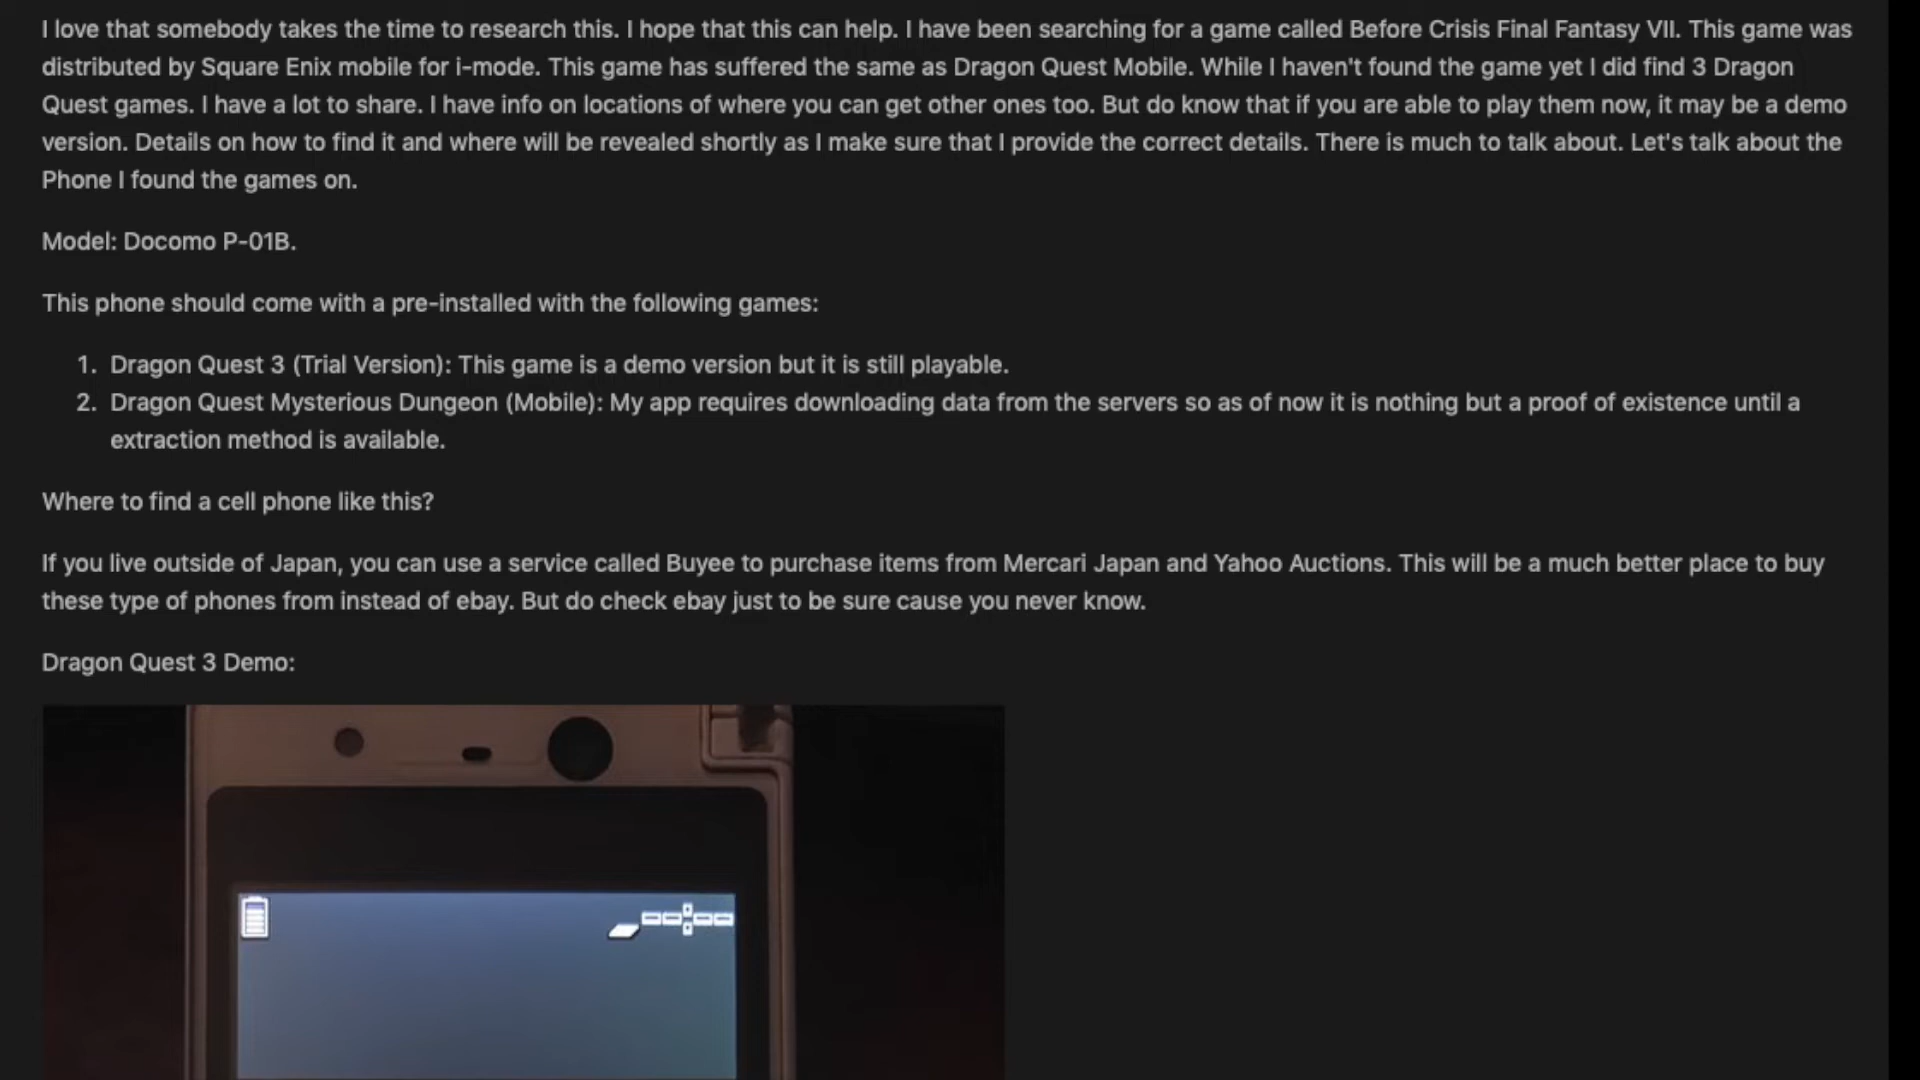 I love that somebody takes the time to research this. I hope that this can help. I have been searching for a game called Before Crisis Final Fantasy VII. This game was
distributed by Square Enix mobile for i-mode. This game has suffered the same as Dragon Quest Mobile. While I haven't found the game yet I did find 3 Dragon
Quest games. I have a lot to share. I have info on locations of where you can get other ones too. But do know that if you are able to play them now, it may be a demo
version. Details on how to find it and where will be revealed shortly as I make sure that I provide the correct details. There is much to talk about. Let's talk about the
Phone I found the games on.
Model: Docomo P-01B.
This phone should come with a pre-installed with the following games:
1. Dragon Quest 3 (Trial Version): This game is a demo version but it is still playable.
2. Dragon Quest Mysterious Dungeon (Mobile): My app requires downloading data from the servers so as of now it is nothing but a proof of existence until a
extraction method is available.
Where to find a cell phone like this?
If you live outside of Japan, you can use a service called Buyee to purchase items from Mercari Japan and Yahoo Auctions. This will be a much better place to buy
these type of phones from instead of ebay. But do check ebay just to be sure cause you never know.
Dragon Quest 3 Demo: